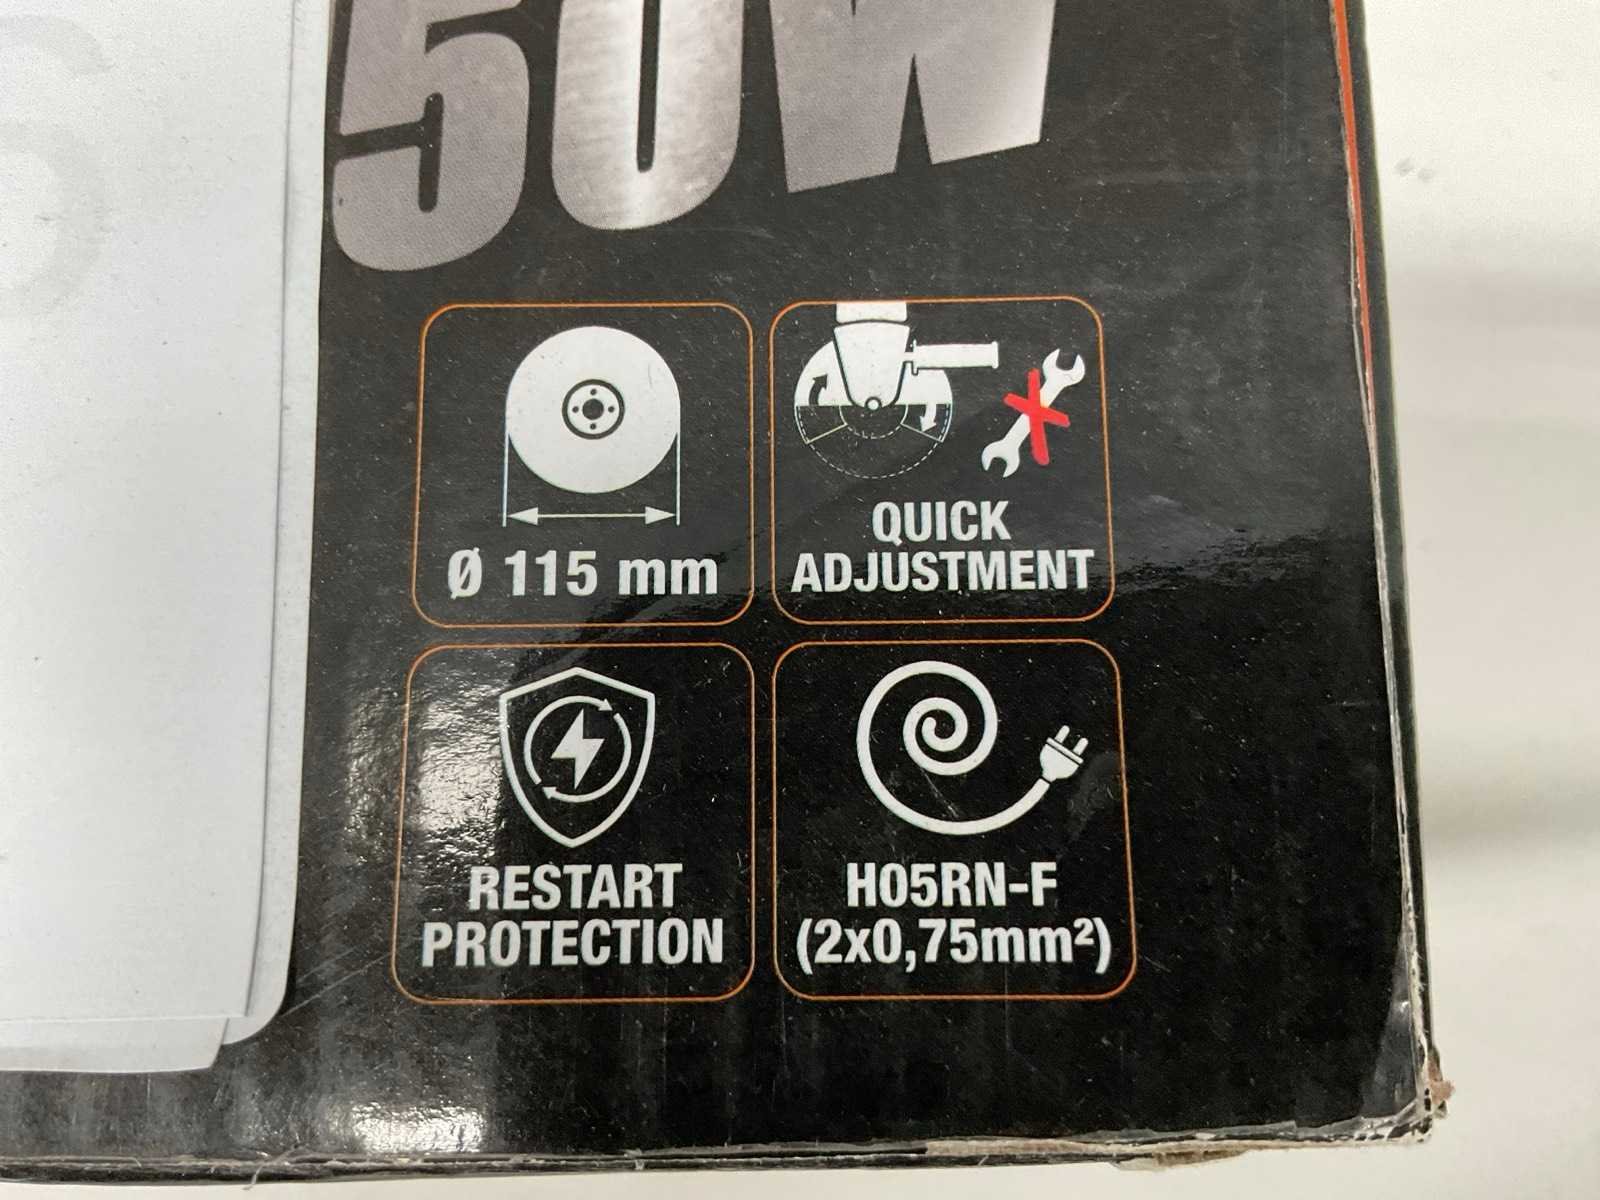 50W
Ø 115 mm
QUICK
ADJUSTMENT
RESTART
PROTECTION
H05RN-F
(2x0,75mm²)